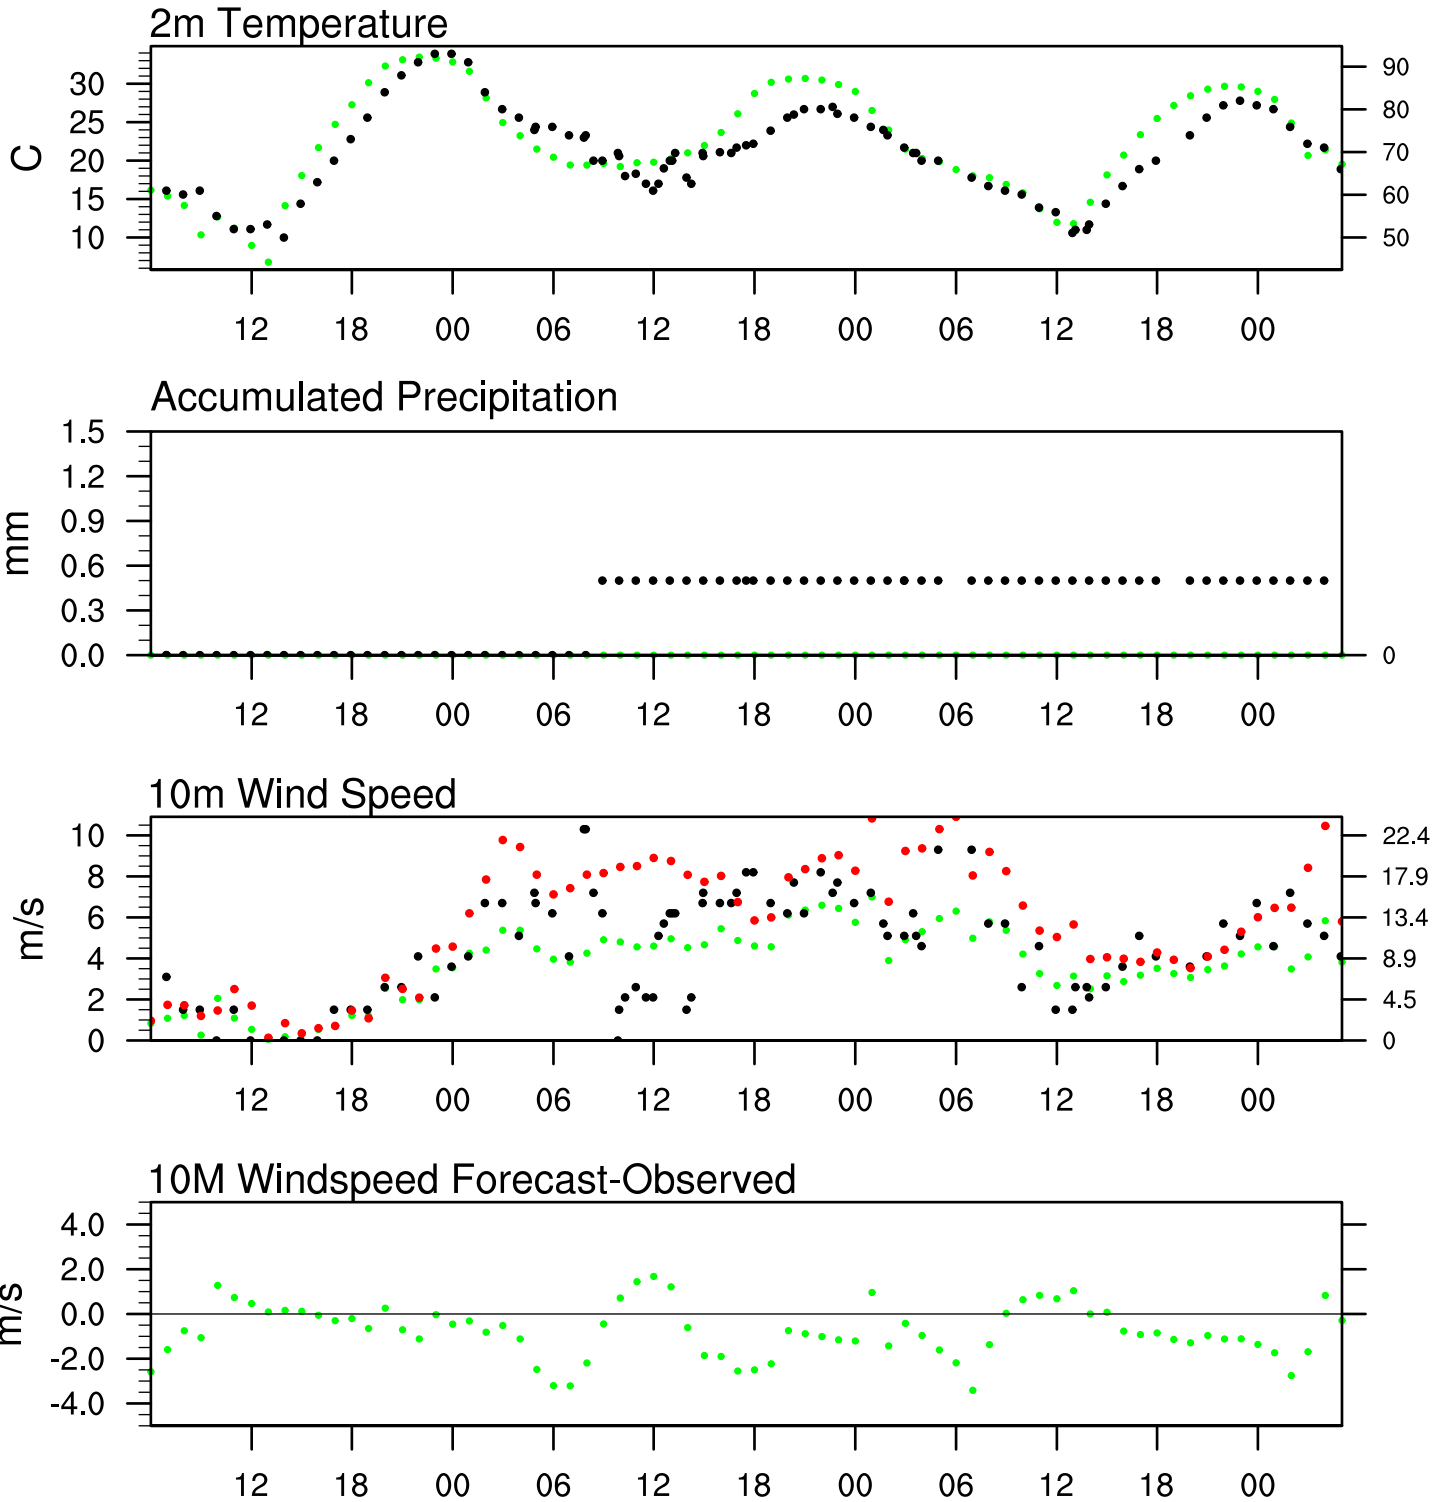 2m Temperature
30
25
20
15
10
C
90
80
70
60
50
12 18 00 06 12 18 00 06 12 18 00
Accumulated Precipitation
1.5
1.2
0.9
0.6
0.3
0.0
mm
0
12 18 00 06 12 18 00 06 12 18 00
10m Wind Speed
10
8
6
4
2
0
m/s
22.4
17.9
13.4
8.9
4.5
0
12 18 00 06 12 18 00 06 12 18 00
10M Windspeed Forecast-Observed
4.0
2.0
0.0
-2.0
-4.0
m/s
12 18 00 06 12 18 00 06 12 18 00